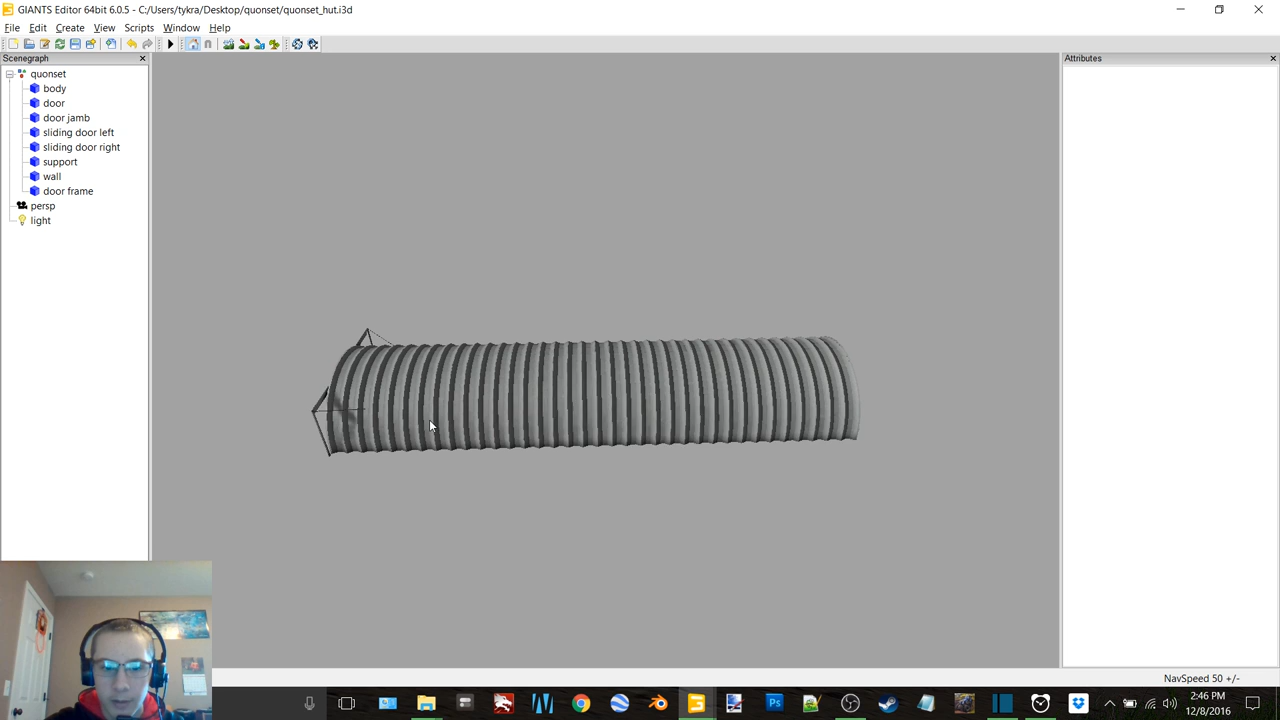 GIANTS Editor 64bit 6.0.5 - C:/Users/tykra/Desktop/quonset/quonset_hut.i3d
File Edit Create View Scripts Window Help
Scenegraph
Attributes
quonset
body
door
door jamb
sliding door left
sliding door right
support
wall
door frame
persp
light
NavSpeed 50 +/-
2:46 PM
12/8/2016